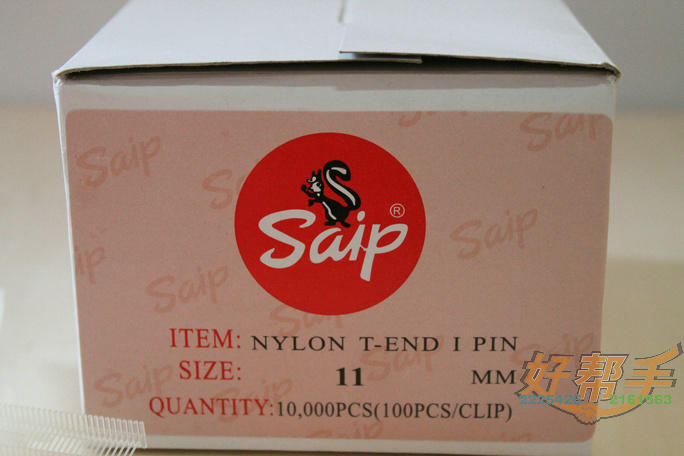 Saip®
ITEM: NYLON T-END I PIN
SIZE: 11 MM
QUANTITY: 10,000PCS(100PCS/CLIP)
好帮手